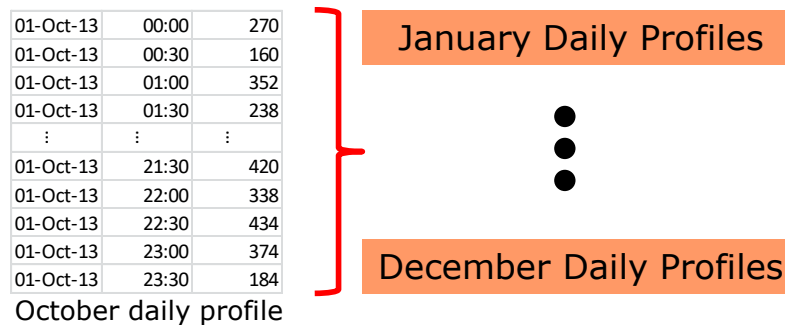 01-Oct-13 00:00 270
01-Oct-13 00:30 160
01-Oct-13 01:00 352
01-Oct-13 01:30 238
⋮ ⋮ ⋮
01-Oct-13 21:30 420
01-Oct-13 22:00 338
01-Oct-13 22:30 434
01-Oct-13 23:00 374
01-Oct-13 23:30 184
October daily profile
January Daily Profiles
December Daily Profiles